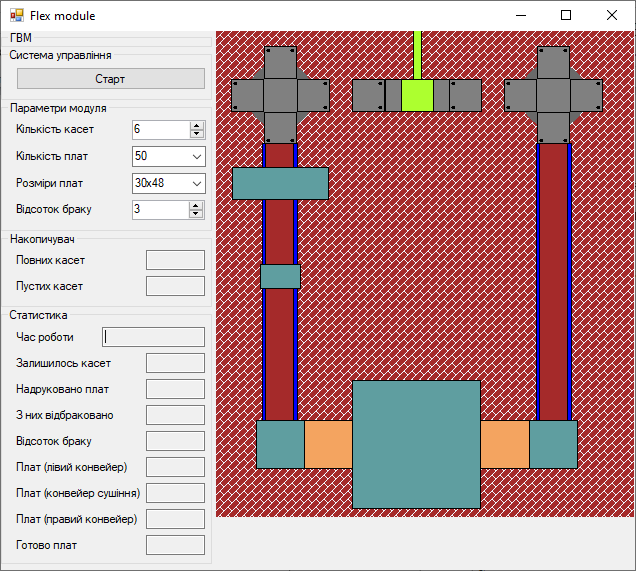 Flex module
ГВМ
Система управління
Старт
Параметри модуля
Кількість касет 6
Кількість плат 50
Розміри плат 30x48
Відсоток браку 3
Накопичувач
Повних касет
Пустих касет
Статистика
Час роботи
Залишилось касет
Надруковано плат
З них відбраковано
Відсоток браку
Плат (лівий конвейер)
Плат (конвейер сушіння)
Плат (правий конвейер)
Готово плат